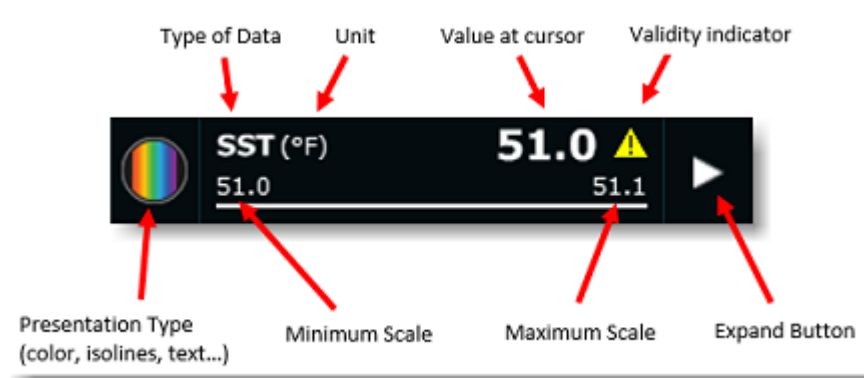 Type of Data Unit Value at cursor Validity indicator
SST (°F) 51.0
51.0 51.1
Presentation Type
(color, isolines, text...) Minimum Scale Maximum Scale Expand Button